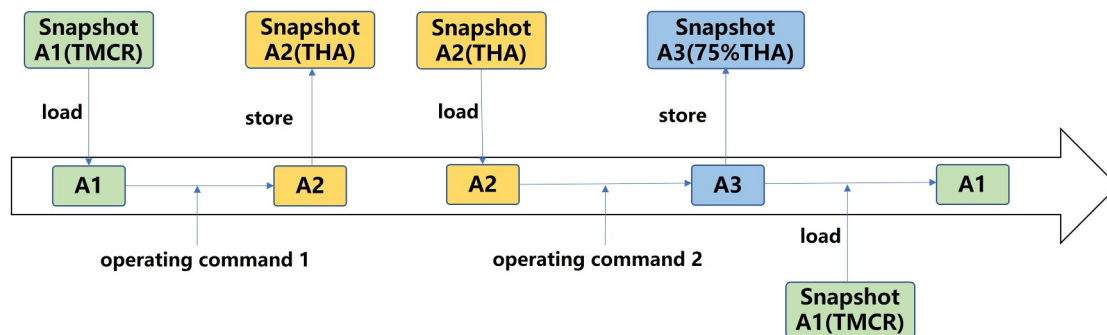 Snapshot
A1(TMCR)
Snapshot
A2(THA)
Snapshot
A2(THA)
Snapshot
A3(75%THA)
load
store
load
store
A1
A2
A2
A3
A1
operating command 1
operating command 2
load
Snapshot
A1(TMCR)